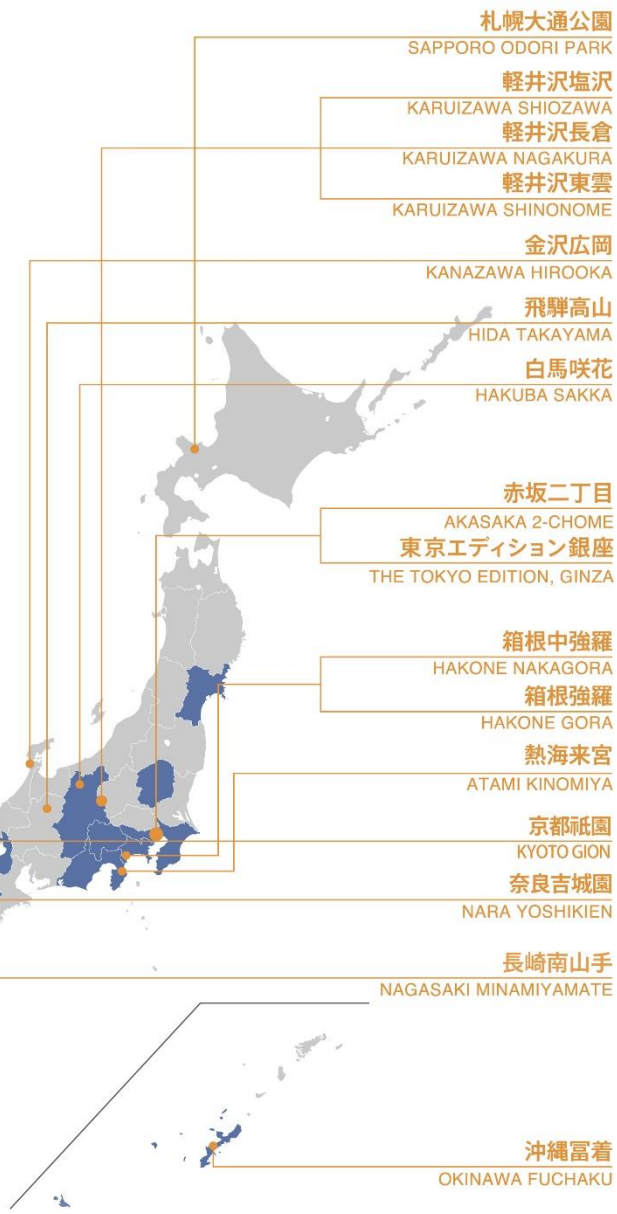 札幌大通公園
SAPPORO ODORI PARK
軽井沢塩沢
KARUIZAWA SHIOZAWA
軽井沢長倉
KARUIZAWA NAGAKURA
軽井沢東雲
KARUIZAWA SHINONOME
金沢広岡
KANAZAWA HIROOKA
飛騨高山
HIDA TAKAYAMA
白馬咲花
HAKUBA SAKKA
赤坂二丁目
AKASAKA 2-CHOME
東京エディション銀座
THE TOKYO EDITION, GINZA
箱根中強羅
HAKONE NAKAGORA
箱根強羅
HAKONE GORA
熱海来宮
ATAMI KINOMIYA
京都祇園
KYOTO GION
奈良吉城園
NARA YOSHIKIEN
長崎南山手
NAGASAKI MINAMIYAMATE
沖縄冨着
OKINAWA FUCHAKU